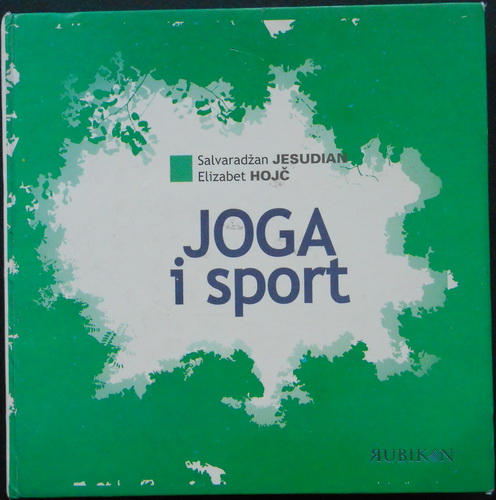 Salvaradžan JESUDIAN
Elizabet HOJČ
JOGA
i sport
RUBIKON